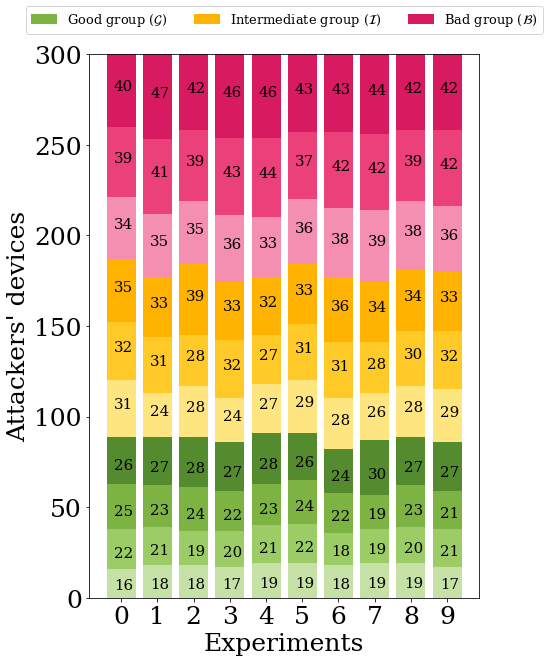 Good group (𝒢) Intermediate group (ℐ) Bad group (ℬ)
300
250
200
150
100
50
0
Attackers' devices
40 47 42 46 46 43 43 44 42 42
39 41 39 43 44 37 42 42 39 42
34 35 35 36 33 36 38 39 38 36
35 33 39 33 32 33 36 34 34 33
32 31 28 32 27 31 31 28 30 32
31 24 28 24 27 29 28 26 28 29
26 27 28 27 28 26 24 30 27 27
25 23 24 22 23 24 22 19 23 21
22 21 19 20 21 22 18 19 20 21
16 18 18 17 19 19 18 19 19 17
0 1 2 3 4 5 6 7 8 9
Experiments